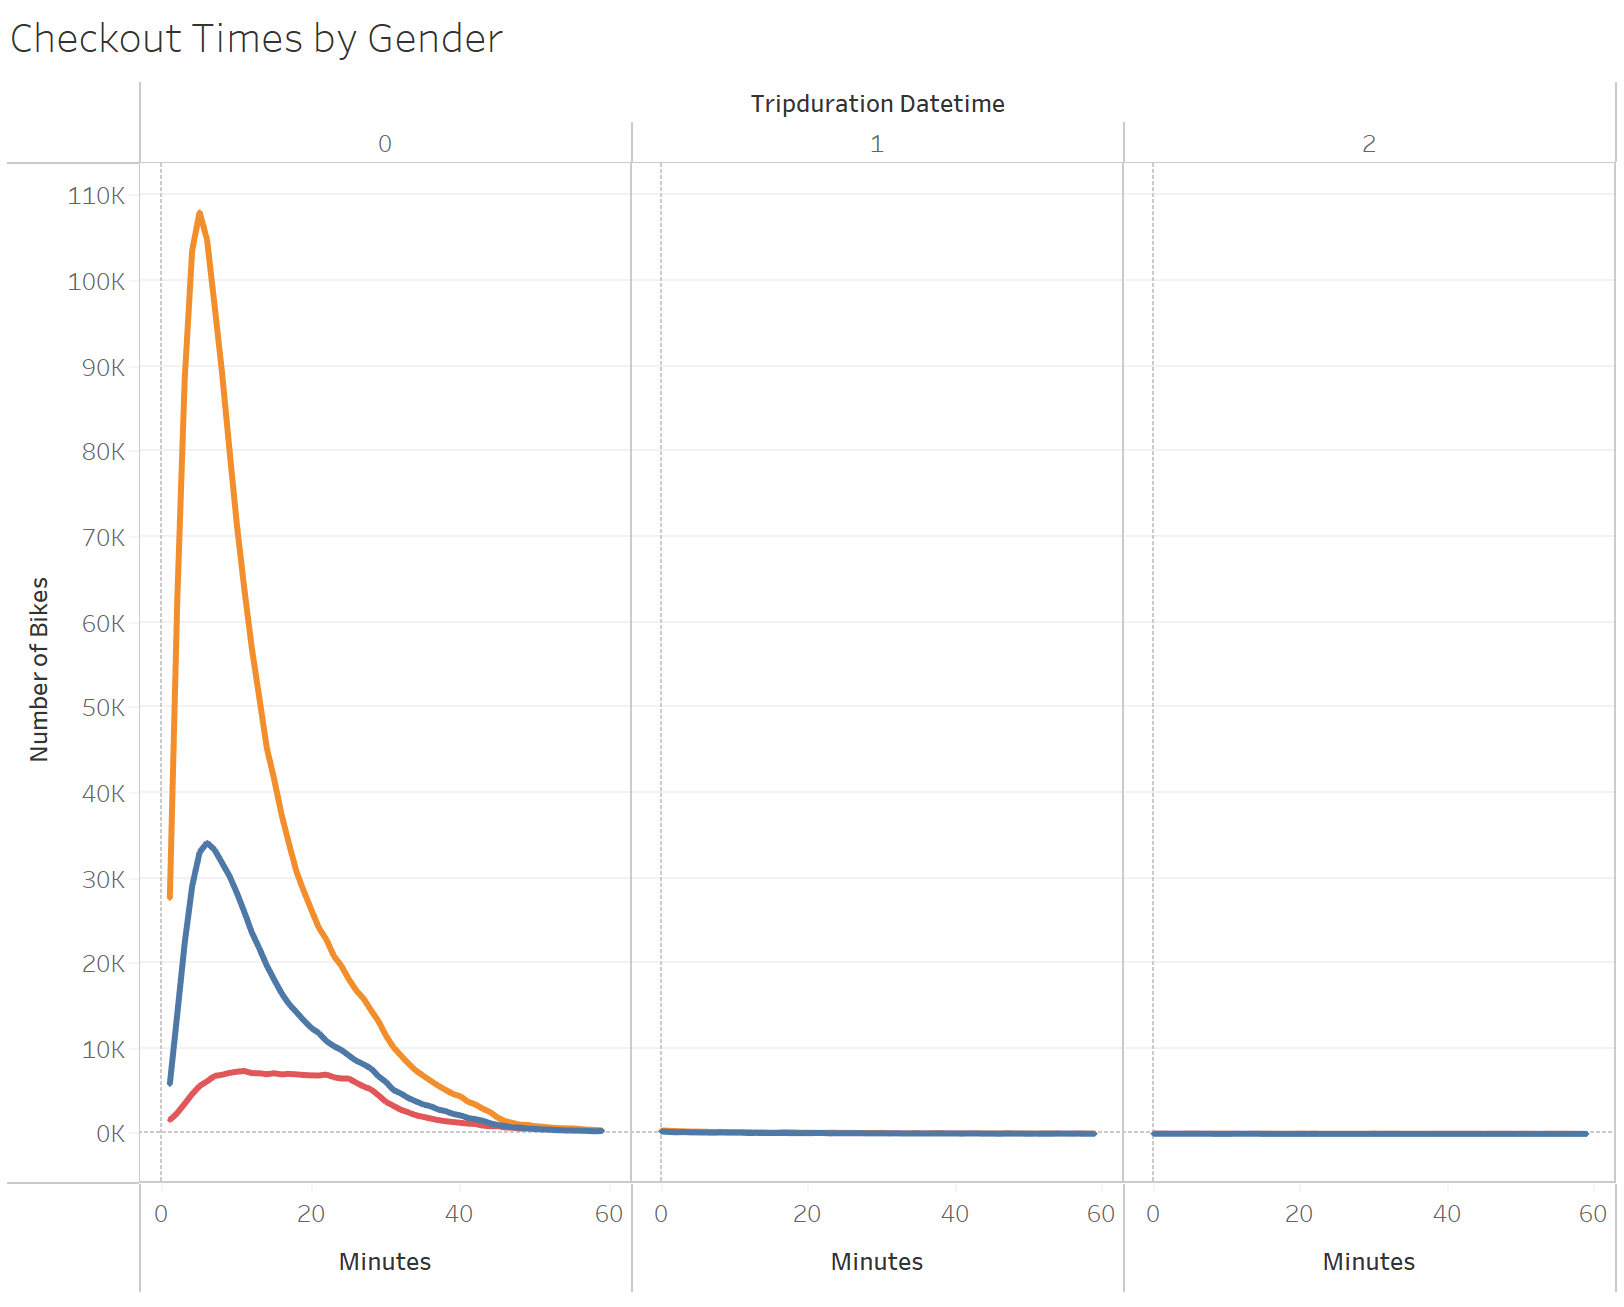 Checkout Times by Gender
Tripduration Datetime
0 1 2
110K
100K
90K
80K
70K
60K
50K
40K
30K
20K
10K
0K
Number of Bikes
0 20 40 60 0 20 40 60 0 20 40 60
Minutes Minutes Minutes